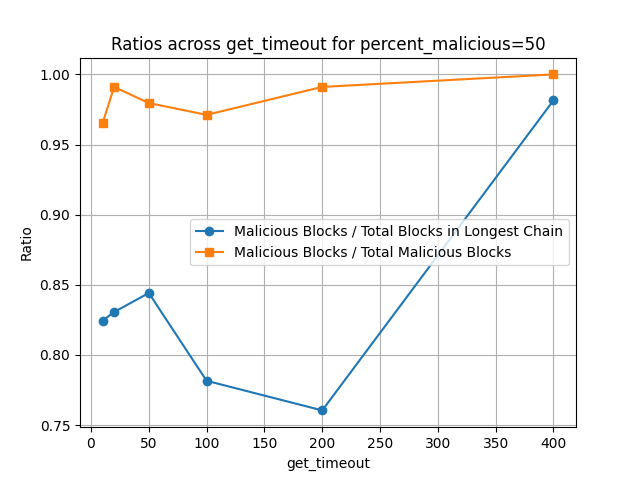 Ratios across get_timeout for percent_malicious=50
1.00
0.95
0.90
0.85
0.80
0.75
Ratio
Malicious Blocks / Total Blocks in Longest Chain
Malicious Blocks / Total Malicious Blocks
0 50 100 150 200 250 300 350 400
get_timeout